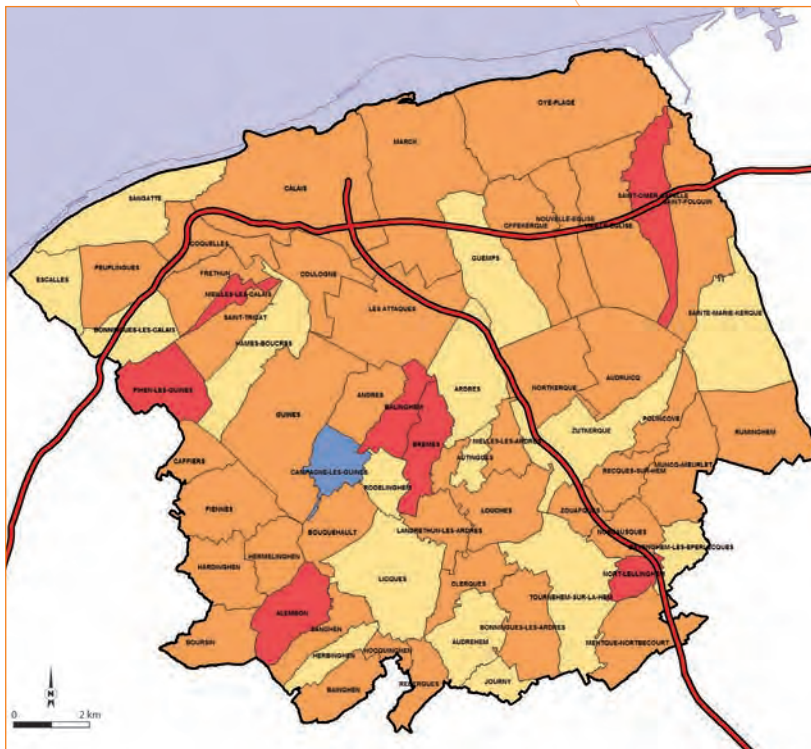 OYE-PLAGE
MARCK
CALAIS
SANGATTE
SAINT-OMER-CAPELLE
SAINT-FOLQUIN
NOUVELLE-EGLISE
OFFEKERQUE
VIEILLE-EGLISE
COQUELLES
GUEMPS
PEUPLINGUES
ESCALLES
FRETHUN
COULOGNE
NIELLES-LES-CALAIS
LES ATTAQUES
SAINTE-MARIE-KERQUE
SAINT-TRICAT
BONNINGUES-LES-CALAIS
HAMES-BOUCRES
AUDRUICQ
PIHEN-LES-GUINES
ANDRES
ARDRES
NORTKERQUE
BALINGHEM
GUINES
POLINCOVE
RUMINGHEM
ZUTKERQUE
BREMES
NIELLES-LES-ARDRES
MUNCQ-NIEURLET
AUTINGUES
CAFFIERS
CAMPAGNE-LES-GUINES
RECQUES-SUR-HEM
RODELINGHEM
LOUCHES
FIENNES
ZOUAFQUES
BOUQUEHAULT
LANDRETHUN-LES-ARDRES
NORDAUSQUES
HERMELINGHEN
HARDINGHEN
NORT-LEULINGHEM
LICQUES
CLERQUES
TOURNEHEM-SUR-LA-HEM
ALEMBON
SANGHEN
BONNINGUES-LES-ARDRES
BOURSIN
AUDREHEM
MENTQUE-NORTBECOURT
HOCQUINGHEN
HERBINGHEN
JOURNY
REBERGUES
BAINGHEN
N
0 2 km